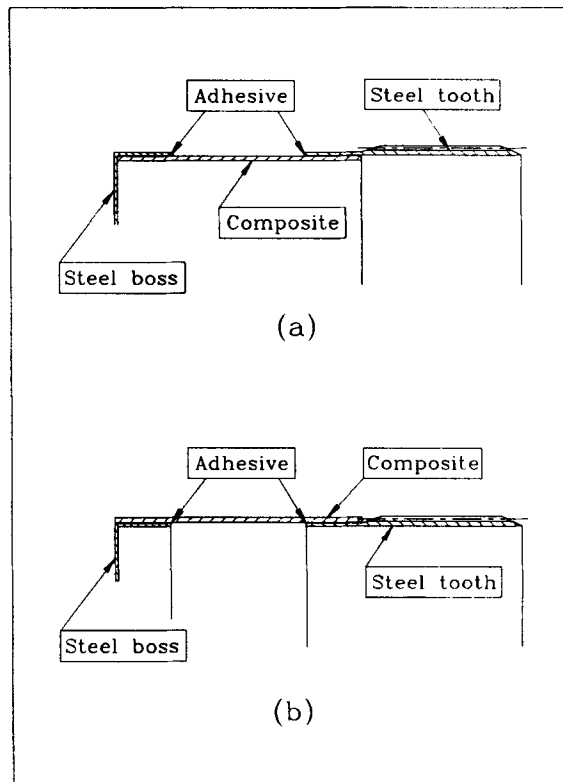 Adhesive
Steel tooth
Composite
Steel boss
(a)
Adhesive
Composite
Steel tooth
Steel boss
(b)